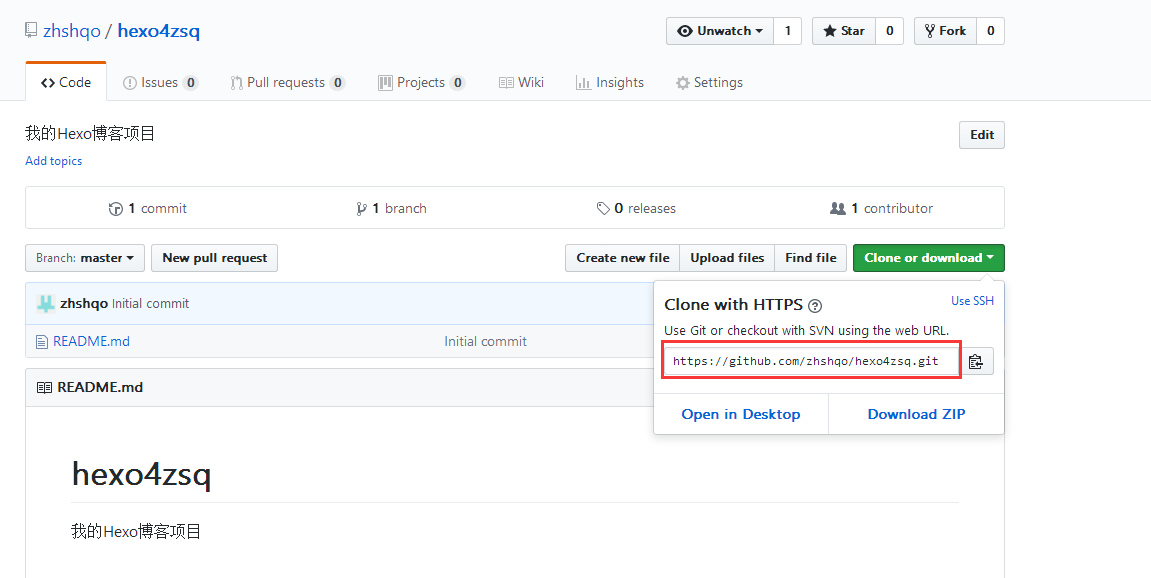 zhshqo / hexo4zsq
Unwatch 1 Star 0 Fork 0
Code Issues 0 Pull requests 0 Projects 0 Wiki Insights Settings
我的Hexo博客项目
Edit
Add topics
1 commit 1 branch 0 releases 1 contributor
Branch: master New pull request Create new file Upload files Find file Clone or download
zhshqo Initial commit
README.md Initial commit
Clone with HTTPS ?
Use SSH
Use Git or checkout with SVN using the web URL.
https://github.com/zhshqo/hexo4zsq.git
Open in Desktop Download ZIP
README.md
hexo4zsq
我的Hexo博客项目